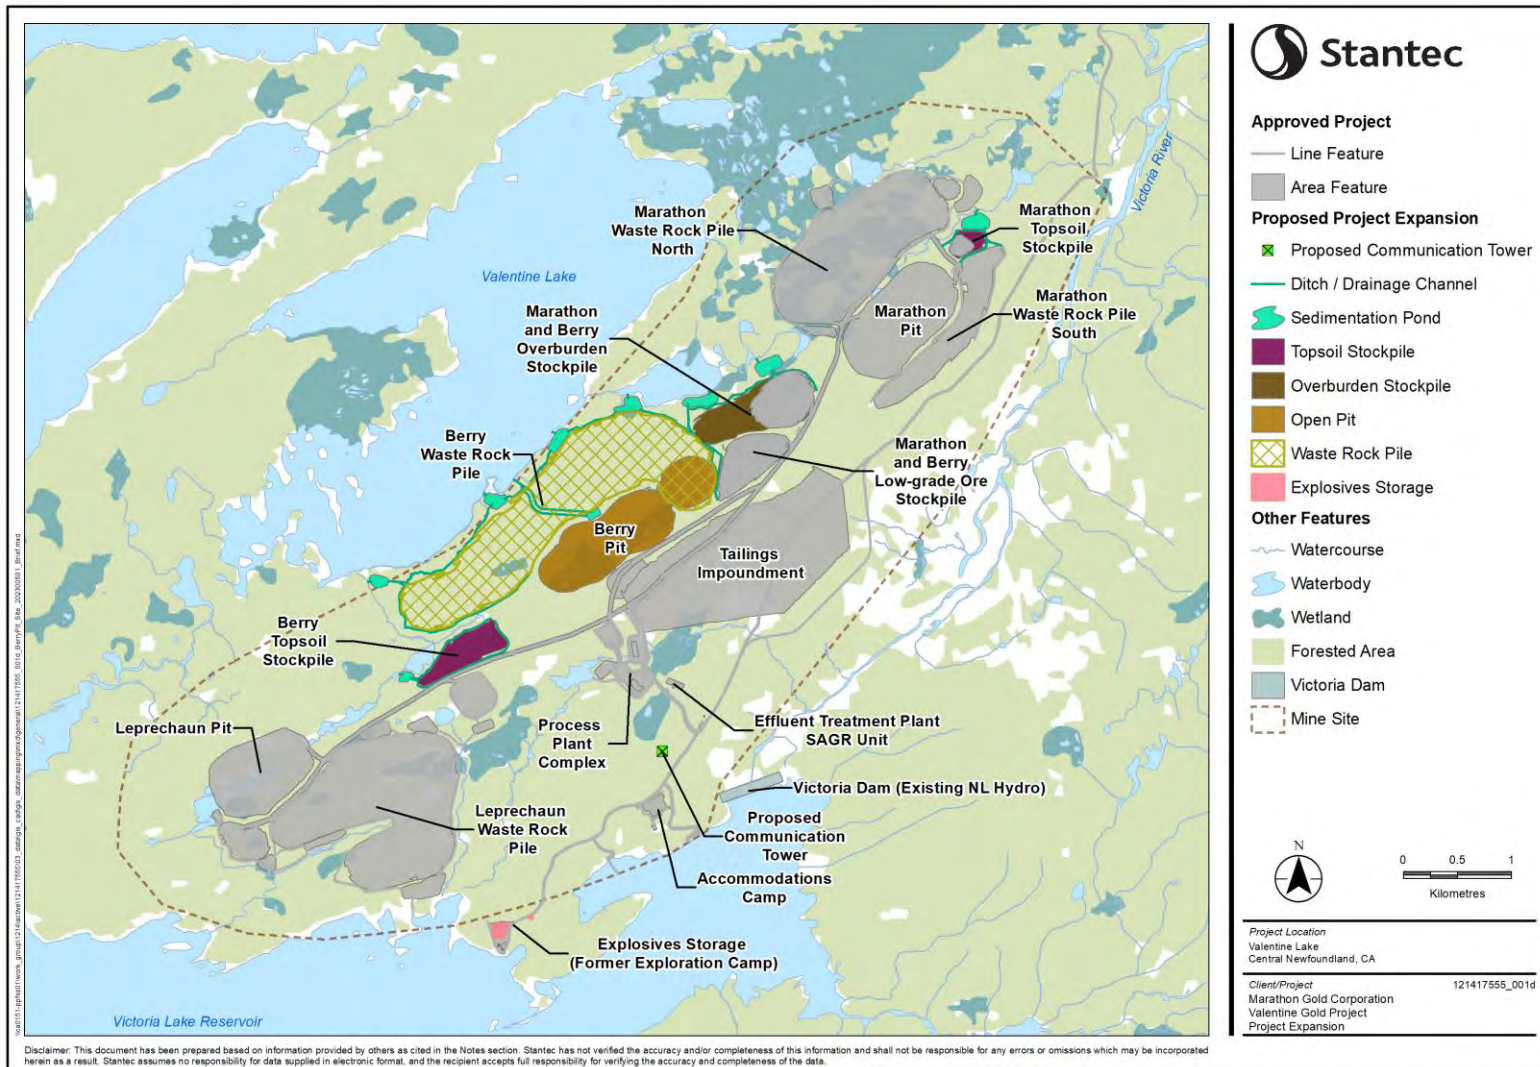 Stantec
Approved Project
Line Feature
Area Feature
Proposed Project Expansion
Proposed Communication Tower
Ditch / Drainage Channel
Sedimentation Pond
Topsoil Stockpile
Overburden Stockpile
Open Pit
Waste Rock Pile
Explosives Storage
Other Features
Watercourse
Waterbody
Wetland
Forested Area
Victoria Dam
Mine Site
N
0 0.5 1
Kilometres
Project Location
Valentine Lake
Central Newfoundland, CA
Client/Project 121417555_001d
Marathon Gold Corporation
Valentine Gold Project
Project Expansion
Victoria River
Marathon
Waste Rock Pile
North
Marathon
Topsoil
Stockpile
Valentine Lake
Marathon
and Berry
Overburden
Stockpile
Marathon
Pit
Marathon
Waste Rock Pile
South
Berry
Waste Rock
Pile
Marathon
and Berry
Low-grade Ore
Stockpile
Berry
Pit
Tailings
Impoundment
Berry
Topsoil
Stockpile
Leprechaun Pit
Process
Plant
Complex
Effluent Treatment Plant
SAGR Unit
Victoria Dam (Existing NL Hydro)
Leprechaun
Waste Rock
Pile
Proposed
Communication
Tower
Accommodations
Camp
Explosives Storage
(Former Exploration Camp)
Victoria Lake Reservoir
Disclaimer: This document has been prepared based on information provided by others as cited in the Notes section. Stantec has not verified the accuracy and/or completeness of this information and shall not be responsible for any errors or omissions which may be incorporated
herein as a result. Stantec assumes no responsibility for data supplied in electronic format, and the recipient accepts full responsibility for verifying the accuracy and completeness of the data.